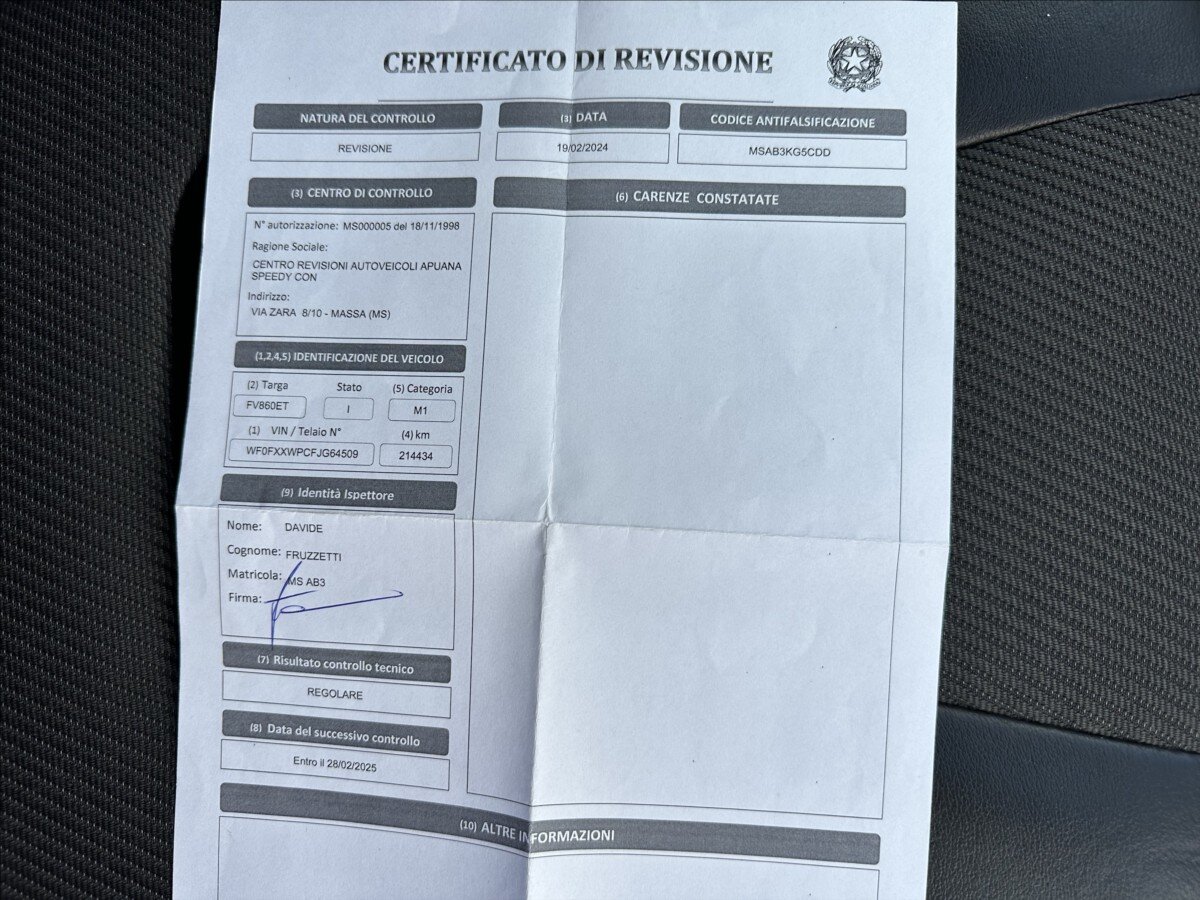 CERTIFICATO DI REVISIONE
NATURA DEL CONTROLLO
REVISIONE
(3) DATA
19/02/2024
CODICE ANTIFALSIFICAZIONE
MSAB3KG5CDD
(3) CENTRO DI CONTROLLO
N° autorizzazione: MS000005 del 18/11/1998
Ragione Sociale:
CENTRO REVISIONI AUTOVEICOLI APUANA
SPEEDY CON
Indirizzo:
VIA ZARA 8/10 - MASSA (MS)
(1,2,4,5) IDENTIFICAZIONE DEL VEICOLO
(2) Targa Stato (5) Categoria
FV860ET I M1
(1) VIN / Telaio N° (4) km
WF0FXXWPCFJG64509 214434
(9) Identità Ispettore
Nome: DAVIDE
Cognome: FRUZZETTI
Matricola: MS AB3
Firma:
(7) Risultato controllo tecnico
REGOLARE
(8) Data del successivo controllo
Entro il 28/02/2025
(6) CARENZE CONSTATATE
(10) ALTRE INFORMAZIONI